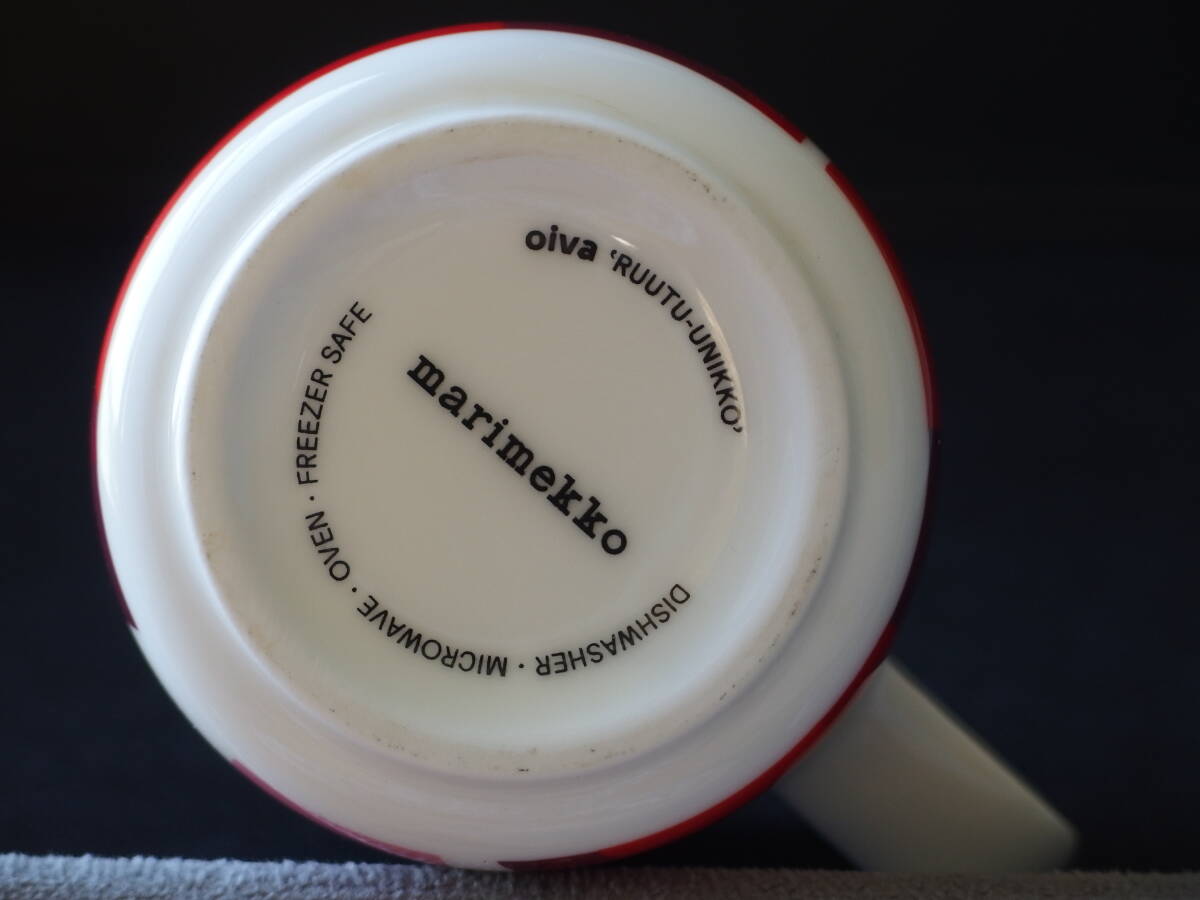 oiva ‘RUUTU-UNIKKO’
marimekko
DISHWASHER · MICROWAVE · OVEN · FREEZER SAFE